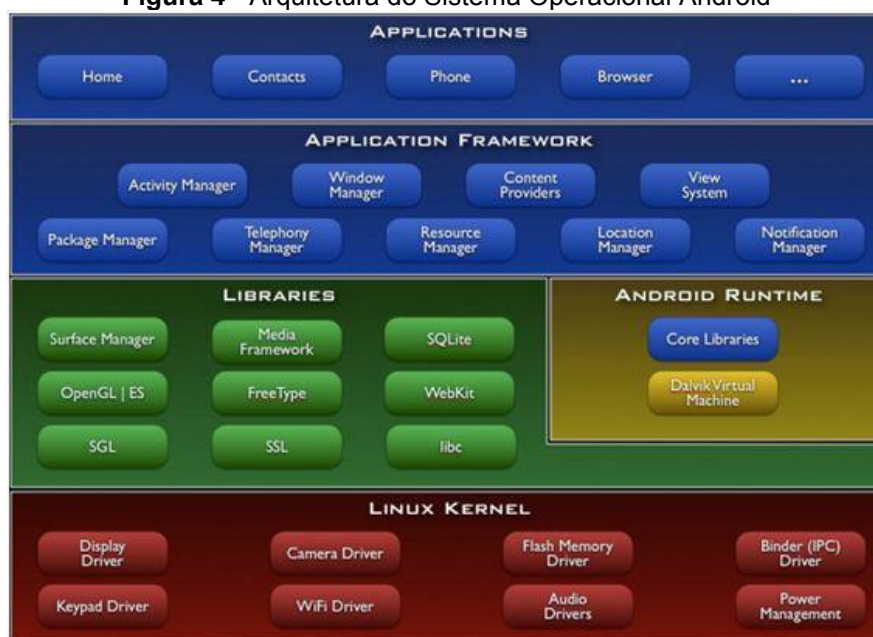 Figura 4 - Arquitetura do Sistema Operacional Android
APPLICATIONS
Home
Contacts
Phone
Browser
...
APPLICATION FRAMEWORK
Activity Manager
Window
Manager
Content
Providers
View
System
Package Manager
Telephony
Manager
Resource
Manager
Location
Manager
Notification
Manager
LIBRARIES
Surface Manager
Media
Framework
SQLite
OpenGL | ES
FreeType
WebKit
SGL
SSL
libc
ANDROID RUNTIME
Core Libraries
Dalvik Virtual
Machine
LINUX KERNEL
Display
Driver
Camera Driver
Flash Memory
Driver
Binder (IPC)
Driver
Keypad Driver
WiFi Driver
Audio
Drivers
Power
Management